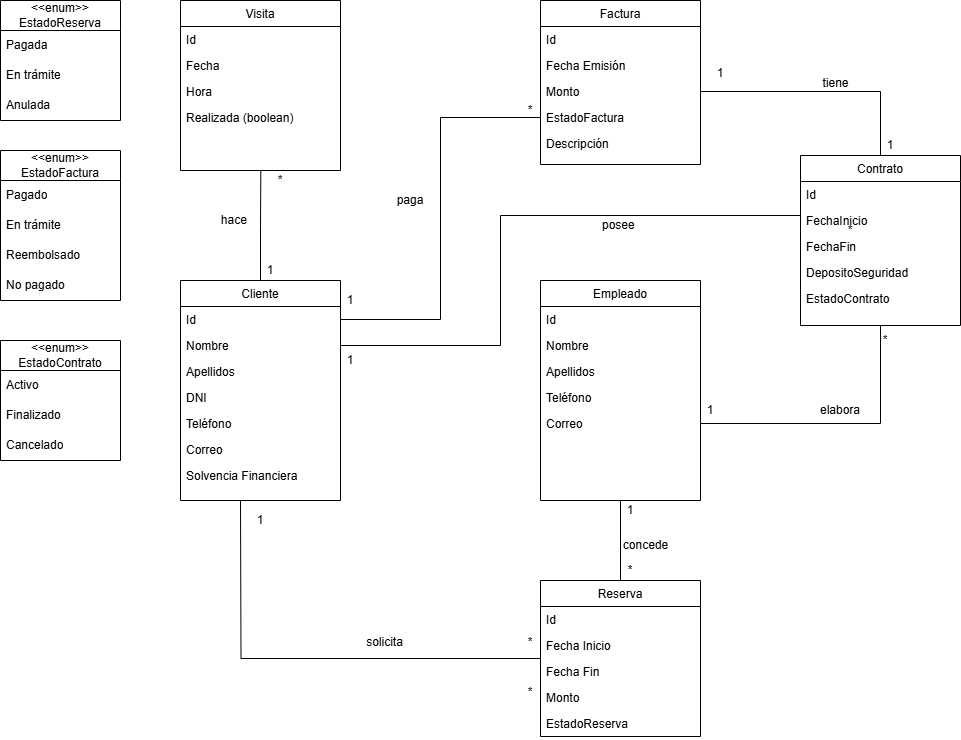 <<enum>>
EstadoReserva
Pagada
En trámite
Anulada
<<enum>>
EstadoFactura
Pagado
En trámite
Reembolsado
No pagado
<<enum>>
EstadoContrato
Activo
Finalizado
Cancelado
Visita
Id
Fecha
Hora
Realizada (boolean)
*
hace
1
Cliente
Id
Nombre
Apellidos
DNI
Teléfono
Correo
Solvencia Financiera
1
1
1
paga
*
Factura
Id
Fecha Emisión
Monto
EstadoFactura
Descripción
1
tiene
1
posee
Contrato
Id
FechaInicio
*
FechaFin
DepositoSeguridad
EstadoContrato
*
elabora
1
Empleado
Id
Nombre
Apellidos
Teléfono
Correo
1
concede
*
solicita
*
*
Reserva
Id
Fecha Inicio
Fecha Fin
Monto
EstadoReserva